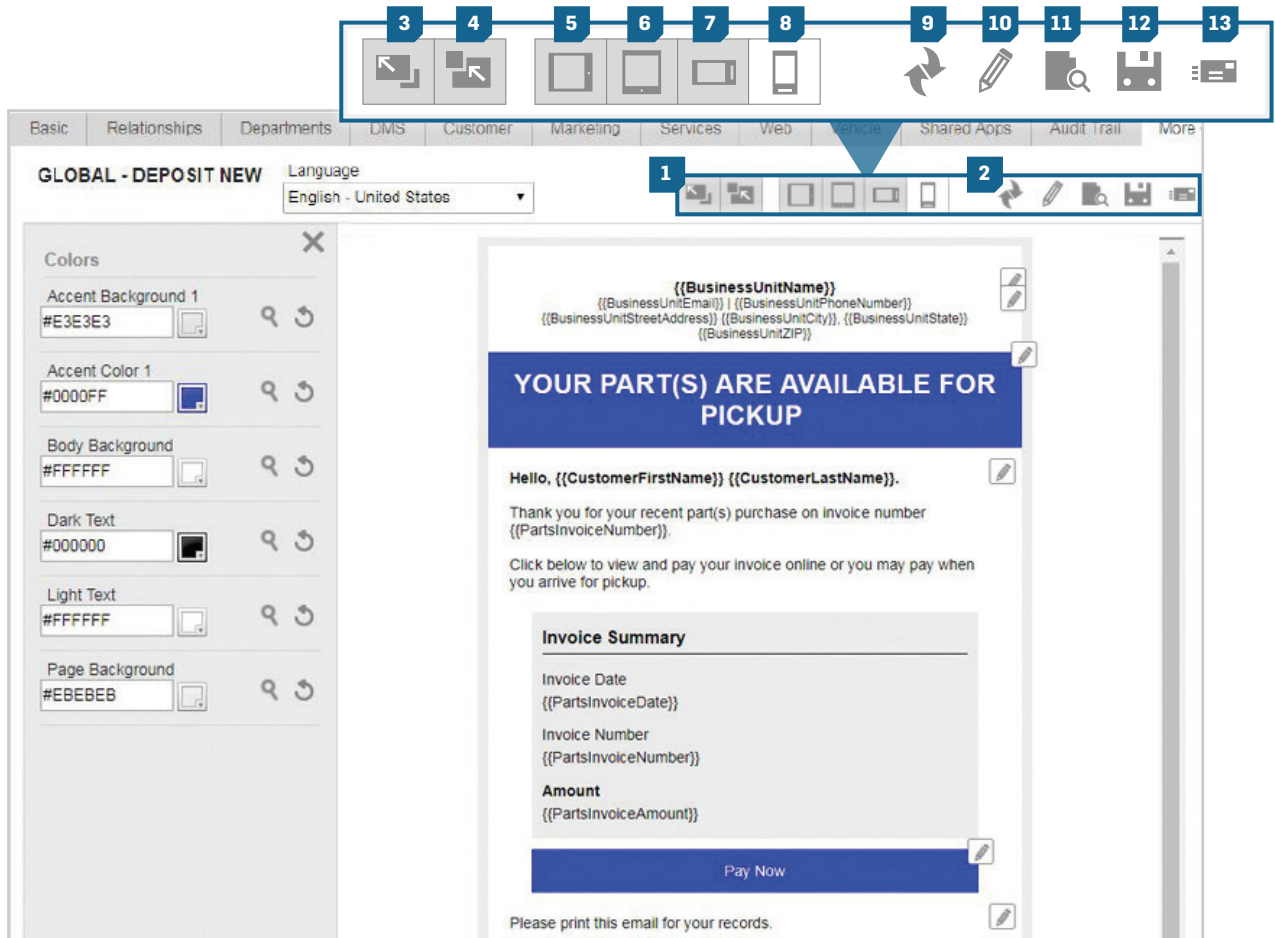 3 4 5 6 7 8 9 10 11 12 13
Basic Relationships Departments DMS Customer Marketing Services Web Vehicle Shared Apps Audit Trail More
GLOBAL - DEPOSIT NEW
Language
English - United States
1 2
Colors
Accent Background 1
#E3E3E3
Accent Color 1
#0000FF
Body Background
#FFFFFF
Dark Text
#000000
Light Text
#FFFFFF
Page Background
#EBEBEB
{{BusinessUnitName}}
{{BusinessUnitEmail}} | {{BusinessUnitPhoneNumber}}
{{BusinessUnitStreetAddress}} {{BusinessUnitCity}}, {{BusinessUnitState}}
{{BusinessUnitZIP}}
YOUR PART(S) ARE AVAILABLE FOR
PICKUP
Hello, {{CustomerFirstName}} {{CustomerLastName}}.
Thank you for your recent part(s) purchase on invoice number
{{PartsInvoiceNumber}}.
Click below to view and pay your invoice online or you may pay when
you arrive for pickup.
Invoice Summary
Invoice Date
{{PartsInvoiceDate}}
Invoice Number
{{PartsInvoiceNumber}}
Amount
{{PartsInvoiceAmount}}
Pay Now
Please print this email for your records.